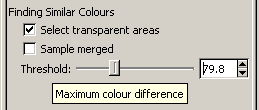 Finding Similar Colours
Select transparent areas
Sample merged
Threshold: 79.8
Maximum colour difference